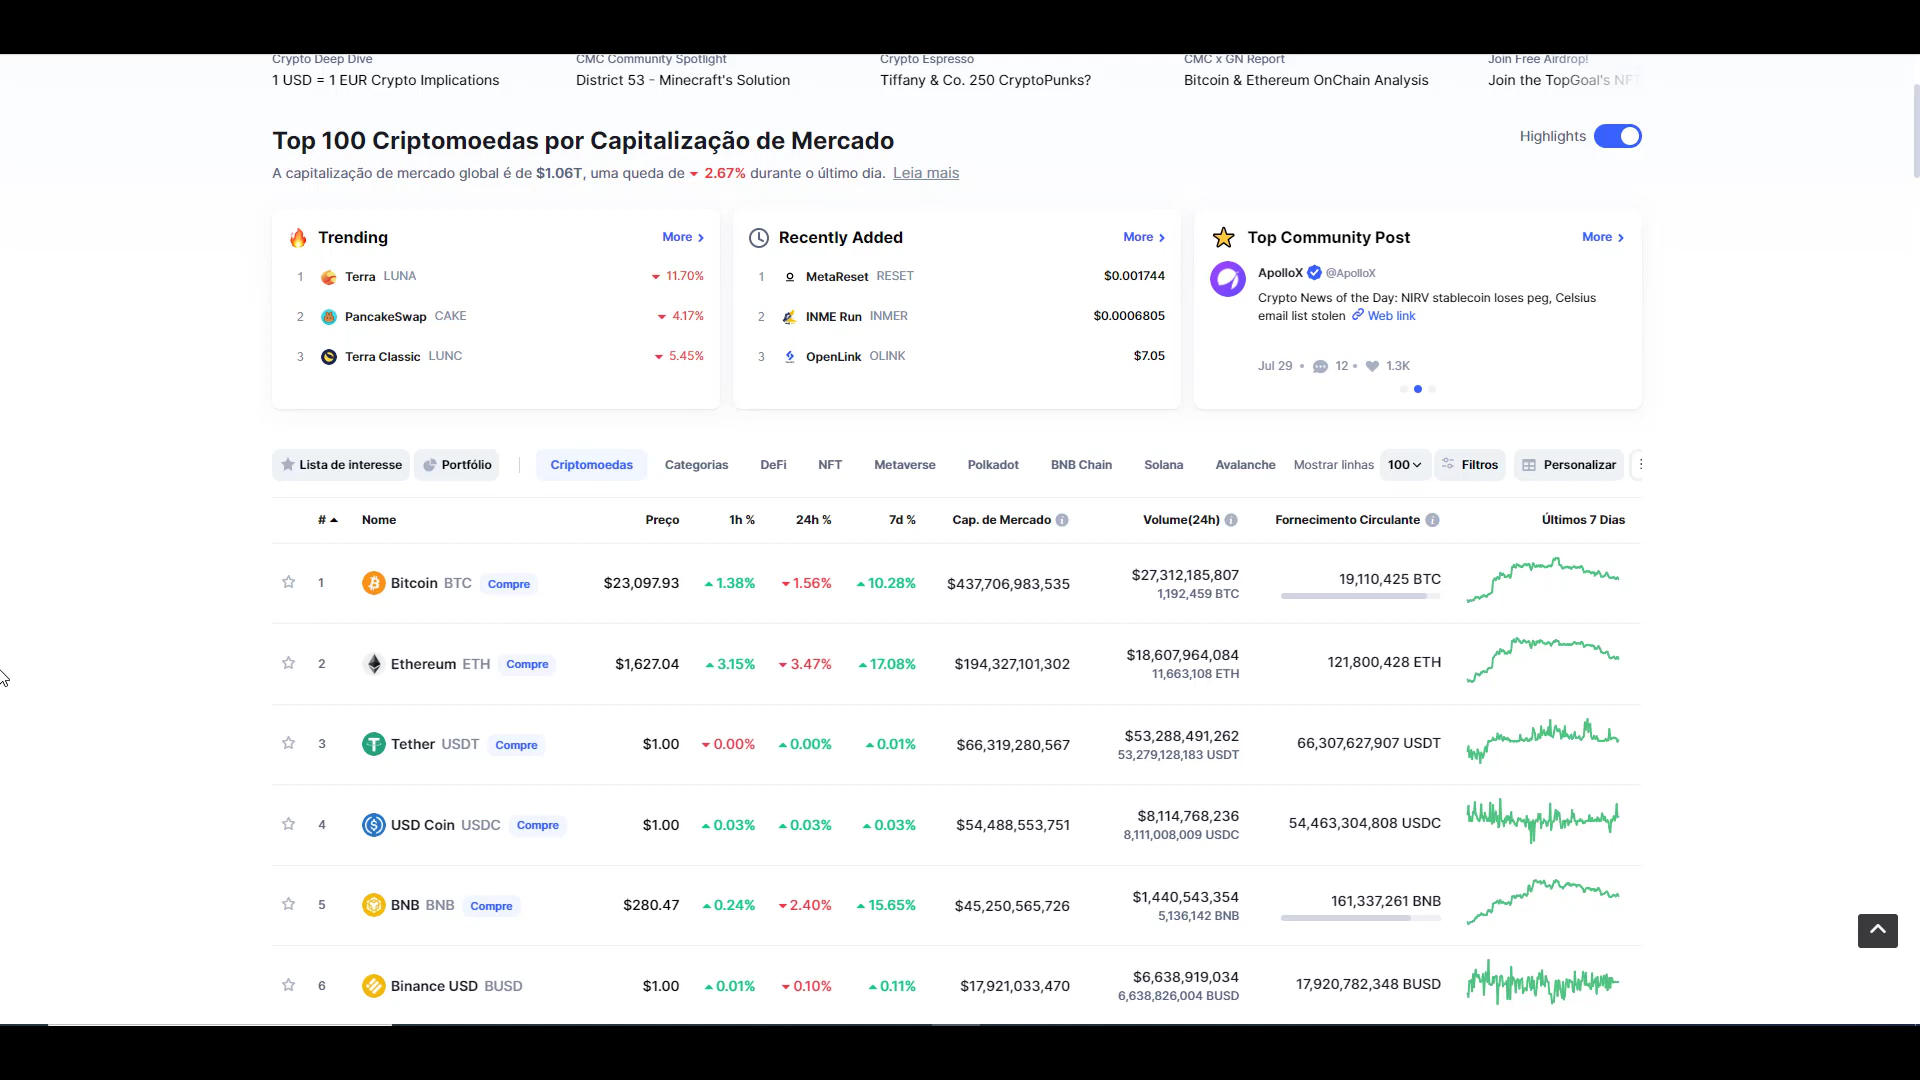 Crypto Deep Dive
CMC Community Spotlight
Crypto Espresso
CMC x GN Report
Join Free Airdrop!
1 USD = 1 EUR Crypto Implications
District 53 - Minecraft's Solution
Tiffany & Co. 250 CryptoPunks?
Bitcoin & Ethereum OnChain Analysis
Join the TopGoal's NFT
Top 100 Criptomoedas por Capitalização de Mercado
Highlights
A capitalização de mercado global é de $1.06T, uma queda de 2.67% durante o último dia. Leia mais
Trending
More
1 Terra LUNA 11.70%
2 PancakeSwap CAKE 4.17%
3 Terra Classic LUNC 5.45%
Recently Added
More
1 MetaReset RESET $0.001744
2 INME Run INMER $0.0006805
3 OpenLink OLINK $7.05
Top Community Post
More
ApolloX @ApolloX
Crypto News of the Day: NIRV stablecoin loses peg, Celsius
email list stolen Web link
Jul 29 • 12 • 1.3K
Lista de interesse Portfólio Criptomoedas Categorias DeFi NFT Metaverse Polkadot BNB Chain Solana Avalanche Mostrar linhas 100 Filtros Personalizar
# Nome Preço 1h % 24h % 7d % Cap. de Mercado Volume(24h) Fornecimento Circulante Últimos 7 Dias
1 Bitcoin BTC Compre $23,097.93 1.38% 1.56% 10.28% $437,706,983,535 $27,312,185,807 19,110,425 BTC
1,192,459 BTC
2 Ethereum ETH Compre $1,627.04 3.15% 3.47% 17.08% $194,327,101,302 $18,607,964,084 121,800,428 ETH
11,663,108 ETH
3 Tether USDT Compre $1.00 0.00% 0.00% 0.01% $66,319,280,567 $53,288,491,262 66,307,627,907 USDT
53,279,128,183 USDT
4 USD Coin USDC Compre $1.00 0.03% 0.03% 0.03% $54,488,553,751 $8,114,768,236 54,463,304,808 USDC
8,111,008,009 USDC
5 BNB BNB Compre $280.47 0.24% 2.40% 15.65% $45,250,565,726 $1,440,543,354 161,337,261 BNB
5,136,142 BNB
6 Binance USD BUSD $1.00 0.01% 0.10% 0.11% $17,921,033,470 $6,638,919,034 17,920,782,348 BUSD
6,638,826,004 BUSD